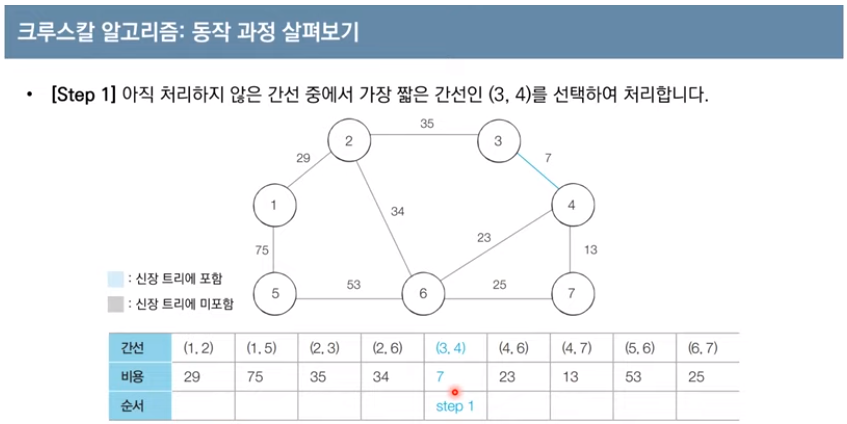 크루스칼 알고리즘: 동작 과정 살펴보기
• [Step 1] 아직 처리하지 않은 간선 중에서 가장 짧은 간선인 (3, 4)를 선택하여 처리합니다.
35
2
3
29
7
1
34
4
23
75
13
53
25
5
6
7
: 신장 트리에 포함
: 신장 트리에 미포함
간선 (1, 2) (1, 5) (2, 3) (2, 6) (3, 4) (4, 6) (4, 7) (5, 6) (6, 7)
비용 29 75 35 34 7 23 13 53 25
순서 step 1